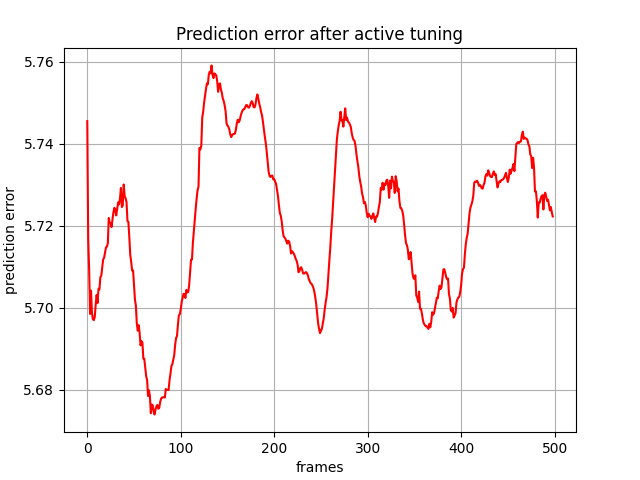 Prediction error after active tuning
prediction error
5.76
5.74
5.72
5.70
5.68
0 100 200 300 400 500
frames